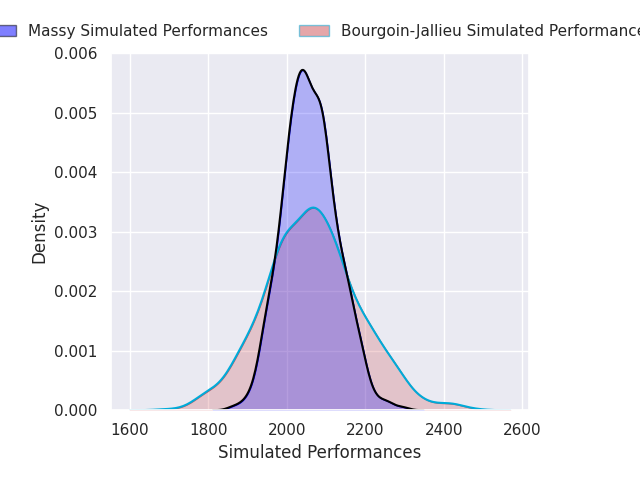 Massy Simulated Performances Bourgoin-Jallieu Simulated Performance
0.006
0.005
0.004
0.003
0.002
0.001
0.000
Density
1600 1800 2000 2200 2400 2600
Simulated Performances